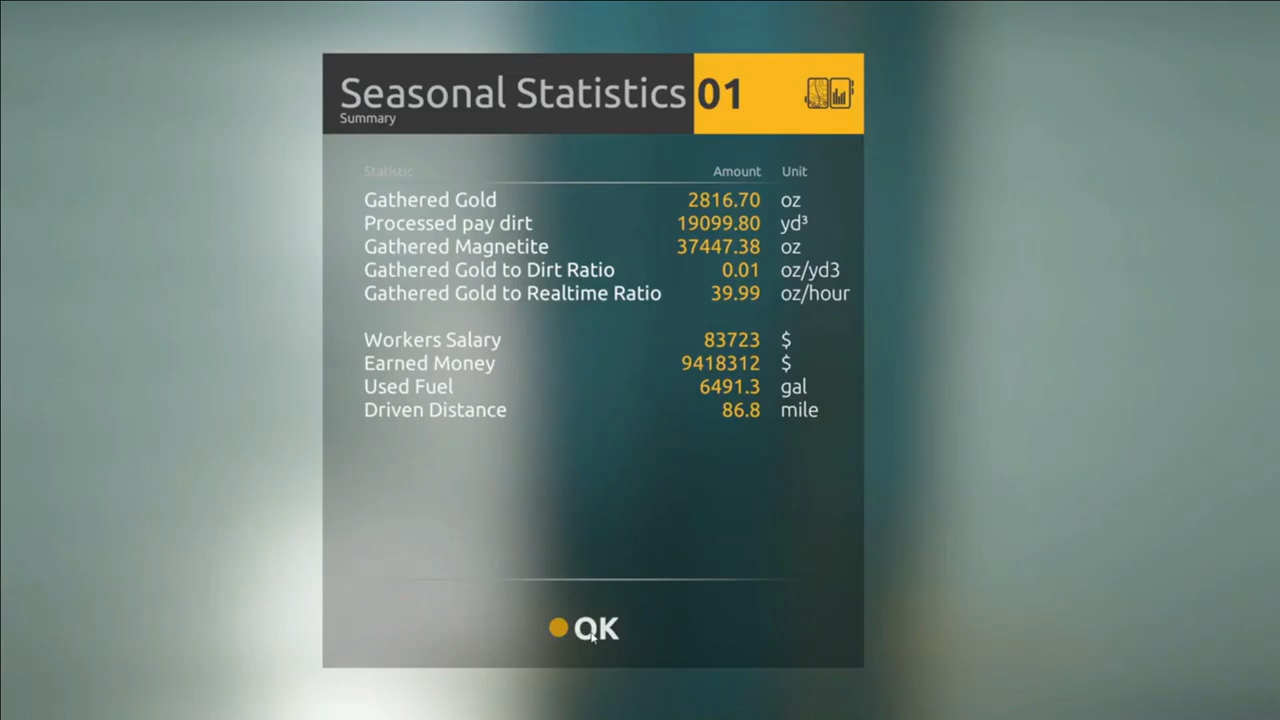 Seasonal Statistics 01
Summary
Statistic Amount Unit
Gathered Gold 2816.70 oz
Processed pay dirt 19099.80 yd³
Gathered Magnetite 37447.38 oz
Gathered Gold to Dirt Ratio 0.01 oz/yd3
Gathered Gold to Realtime Ratio 39.99 oz/hour
Workers Salary 83723 $
Earned Money 9418312 $
Used Fuel 6491.3 gal
Driven Distance 86.8 mile
OK